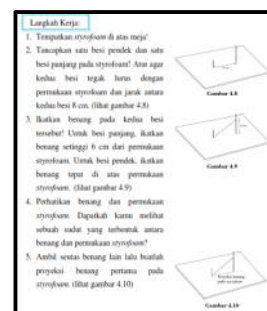 Langkah Kerja:
1. Tempatkan styrofoam di atas meja!
2. Tancapkan satu besi pendek dan satu
besi panjang pada styrofoam! Atur agar
kedua besi tegak lurus dengan
permukaan styrofoam dan jarak antara
kedua besi 8 cm. (lihat gambar 4.8)
3. Ikatkan benang pada kedua besi
tersebut! Untuk besi panjang, ikatkan
benang setinggi 6 cm dari permukaan
styrofoam. Untuk besi pendek, ikatkan
benang tepat di atas permukaan
styrofoam. (lihat gambar 4.9)
4. Perhatikan benang dan permukaan
styrofoam. Dapatkah kamu melihat
sebuah sudut yang terbentuk antara
benang dan permukaan styrofoam?
5. Ambil seutas benang lain lalu buatlah
proyeksi benang pertama pada
styrofoam. (lihat gambar 4.10)
Gambar 4.8
Gambar 4.9
Proyeksi benang
pada styrofoam
Gambar 4.10